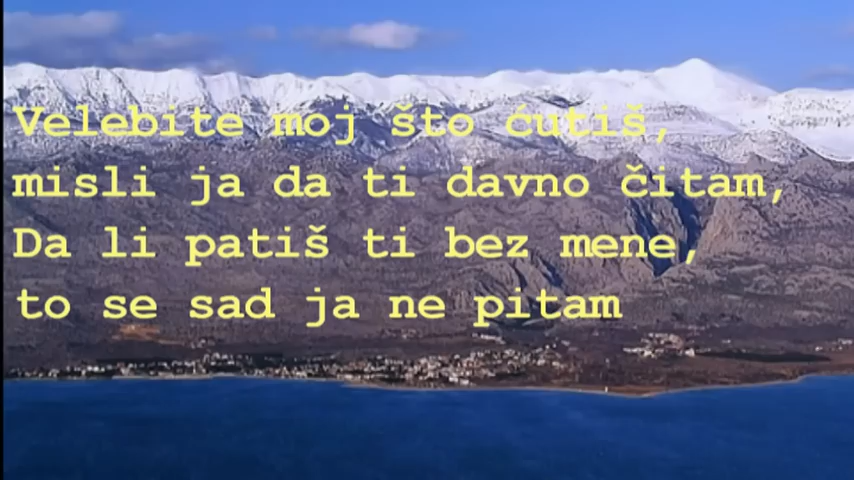 Velebite moj što ćutiš,
misli ja da ti davno čitam,
Da li patiš ti bez mene,
to se sad ja ne pitam